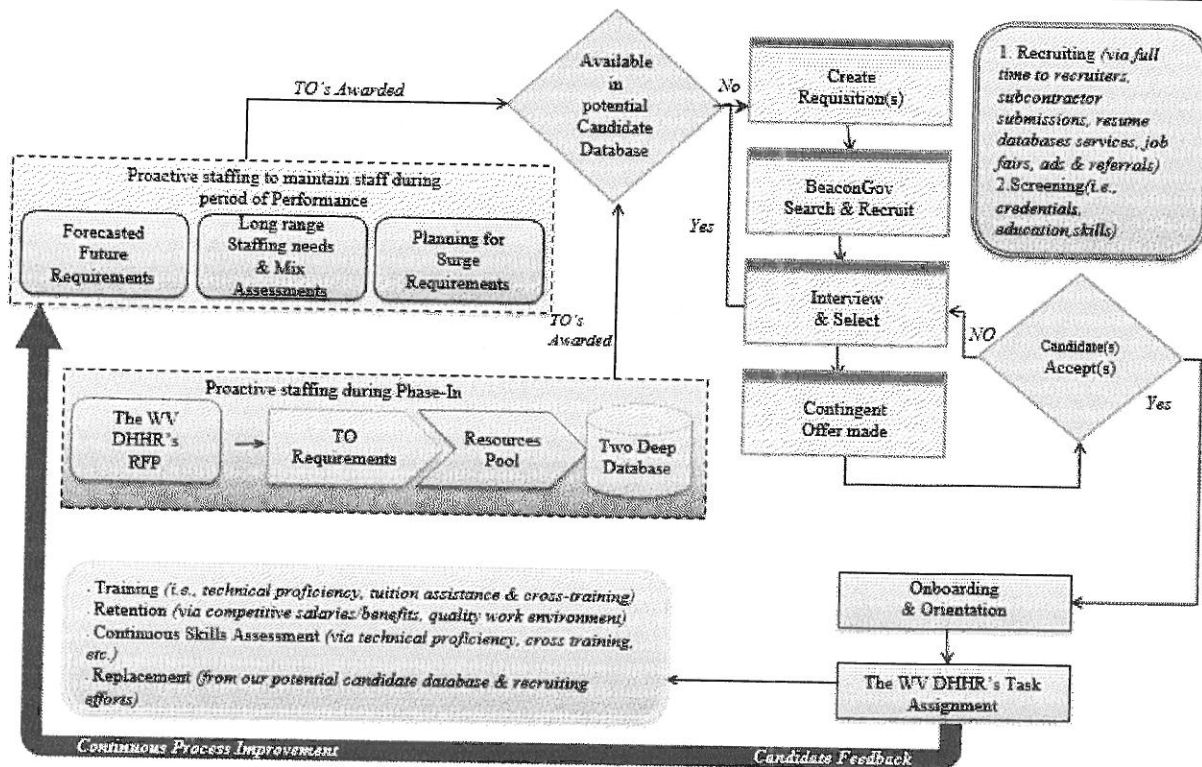 Available
in
potential
Candidate
Database
TO's Awarded
No
Create
Requisition(s)
1. Recruiting (via full
time to recruiters,
subcontractor
submissions, resume
databases services, job
fairs, ads & referrals)
2.Screening(i.e.,
credentials,
education,skills)
Proactive staffing to maintain staff during
period of Performance
Forecasted
Future
Requirements
Long range
Staffing needs
& Mix
Assessments
Planning for
Surge
Requirements
BeaconGov
Search & Recruit
Yes
Interview
& Select
TO's
Awarded
NO
Candidate(s)
Accept(s)
Yes
Contingent
Offer made
Proactive staffing during Phase-In
The WV
DHHR's
RFP
TO
Requirements
Resources
Pool
Two Deep
Database
Onboarding
& Orientation
. Training (i.e., technical proficiency, tuition assistance & cross-training)
. Retention (via competitive salaries/benefits, quality work environment)
. Continuous Skills Assessment (via technical proficiency, cross training,
etc.)
. Replacement (from our potential candidate database & recruiting
efforts)
The WV DHHR's Task
Assignment
Continuous Process Improvement
Candidate Feedback